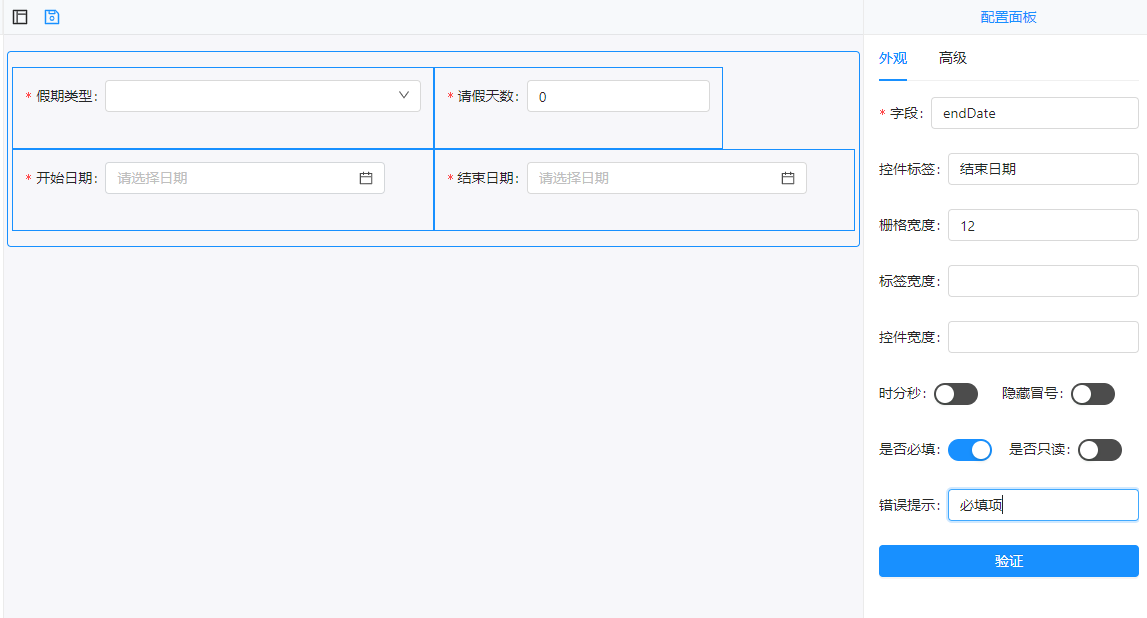 配置面板
外观 高级
* 假期类型:
* 请假天数: 0
* 开始日期: 请选择日期
* 结束日期: 请选择日期
* 字段: endDate
控件标签: 结束日期
栅格宽度: 12
标签宽度:
控件宽度:
时分秒: 隐藏冒号:
是否必填: 是否只读:
错误提示: 必填项
验证